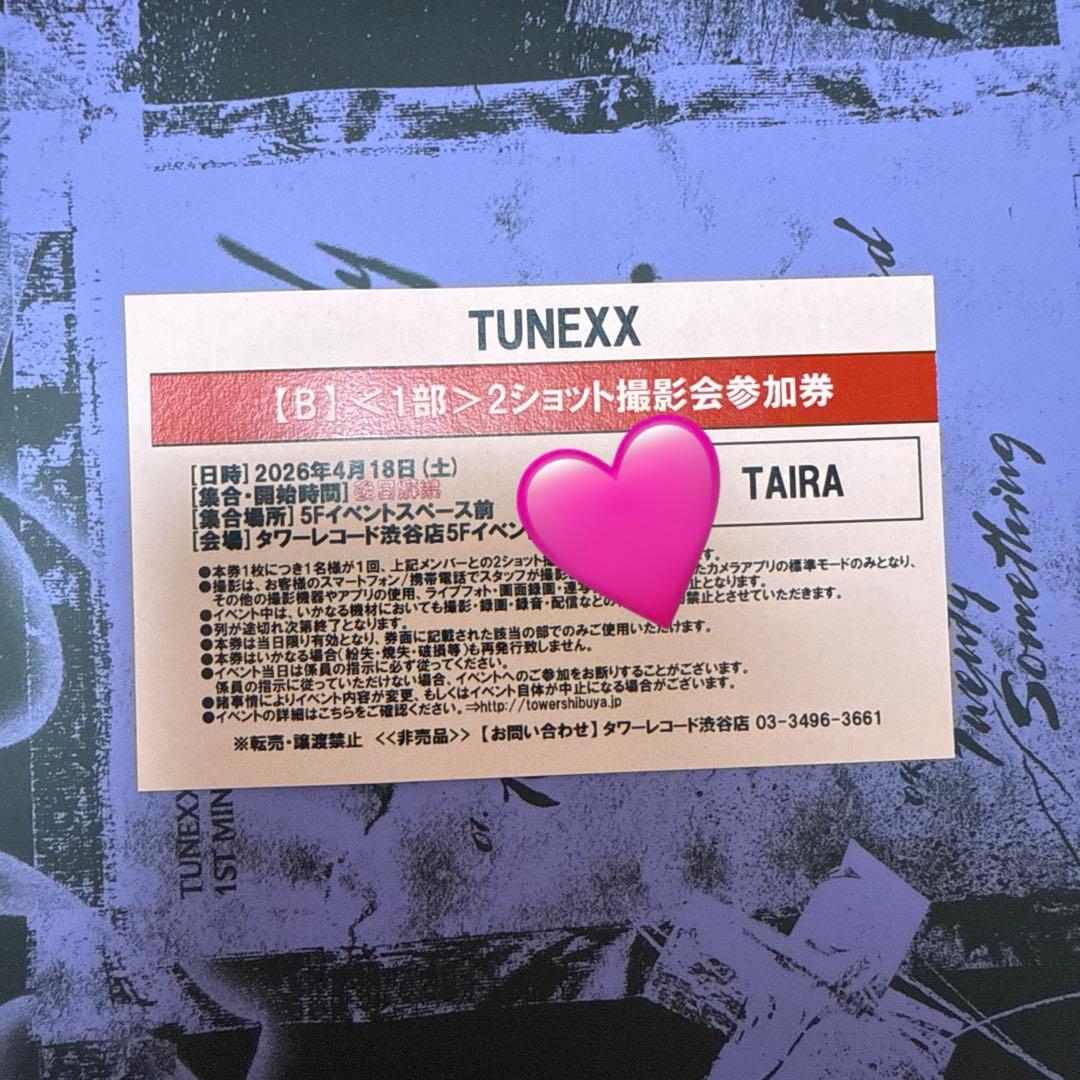 TUNEXX
【B】<1部>2ショット撮影会参加券
[日時] 2026年4月18日(土)
[集合・開始時間]
[集合場所] 5Fイベントスペース前
[会場] タワーレコード渋谷店5Fイベン
TAIRA
●本券1枚につき1名様が1回、上記メンバーとの2ショット撮 す。
●撮影は、お客様のスマートフォン/携帯電話でスタッフが撮影 たカメラアプリの標準モードのみとなり、
その他の撮影機器やアプリの使用、ライブフォト・画面録画・連写 止となります。
●イベント中は、いかなる機材においても撮影・録画・録音・配信などの 禁止とさせていただきます。
●列が途切れ次第終了となります。
●本券は当日限り有効となり、券面に記載された該当の部でのみご使用いただけます。
●本券はいかなる場合(紛失・焼失・破損等)も再発行致しません。
●イベント当日は係員の指示に必ず従ってください。
係員の指示に従っていただけない場合、イベントへのご参加をお断りすることがございます。
●諸事情によりイベント内容が変更、もしくはイベント自体が中止になる場合がございます。
●イベントの詳細はこちらをご確認ください。⇒http://towershibuya.jp
※転売・譲渡禁止 <<非売品>> 【お問い合わせ】タワーレコード渋谷店 03-3496-3661
Twenty
Something
TUNEXX
1ST MIN